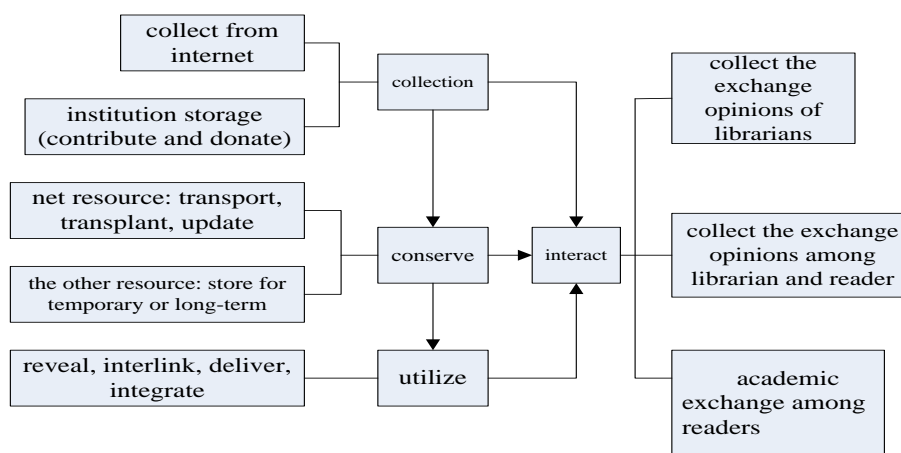 collect from
internet
institution storage
(contribute and donate)
net resource: transport,
transplant, update
the other resource: store for
temporary or long-term
reveal, interlink, deliver,
integrate
collection
conserve
utilize
interact
collect the
exchange
opinions of
librarians
collect the exchange
opinions among
librarian and reader
academic
exchange among
readers